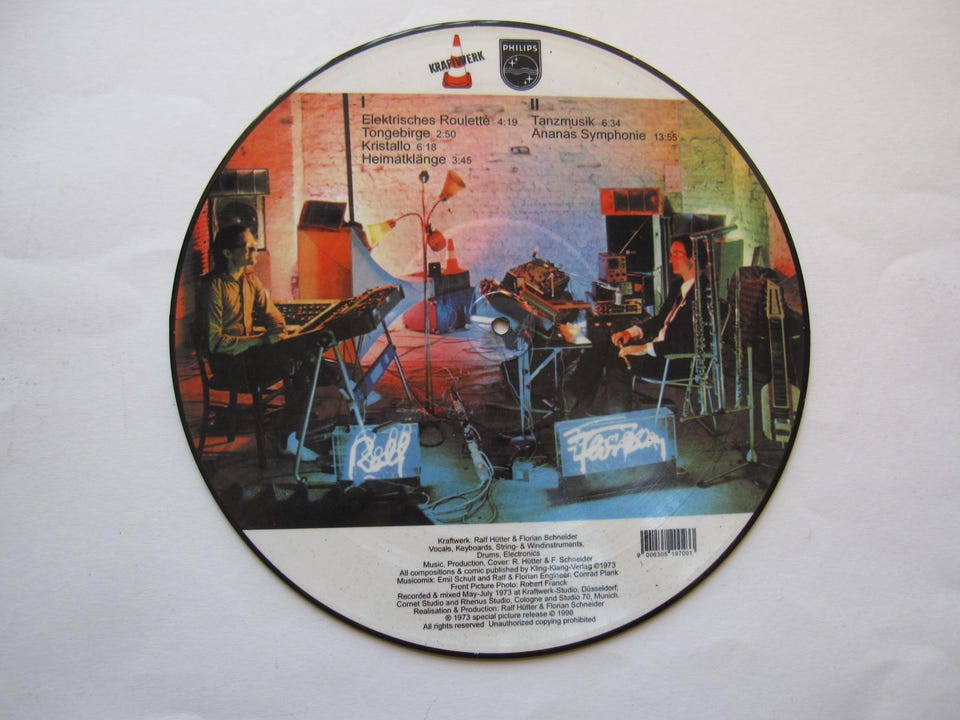 KRAFTWERK
PHILIPS
I
Elektrisches Roulette 4:19
Tongebirge 2:50
Kristallo 6:18
Heimatklänge 3:45
II
Tanzmusik 6:34
Ananas Symphonie 13:55
Ralf
Florian
Kraftwerk: Ralf Hütter & Florian Schneider
Vocals, Keyboards, String- & Windinstruments,
Drums, Electronics
Music, Production, Cover: R. Hütter & F. Schneider
All compositions & comic published by Kling-Klang-Verlag ©1973
Musicomix: Emil Schult and Ralf & Florian Engineer: Conrad Plank
Front Picture Photo: Robert Franck
Recorded & mixed May-July 1973 at Kraftwerk-Studio, Düsseldorf,
Cornet Studio and Rhenus Studio, Cologne and Studio 70, Munich.
Realisation & Production: Ralf Hütter & Florian Schneider
℗ 1973 special picture release © 1998
All rights reserved Unauthorized copying prohibited
9 006305 197001